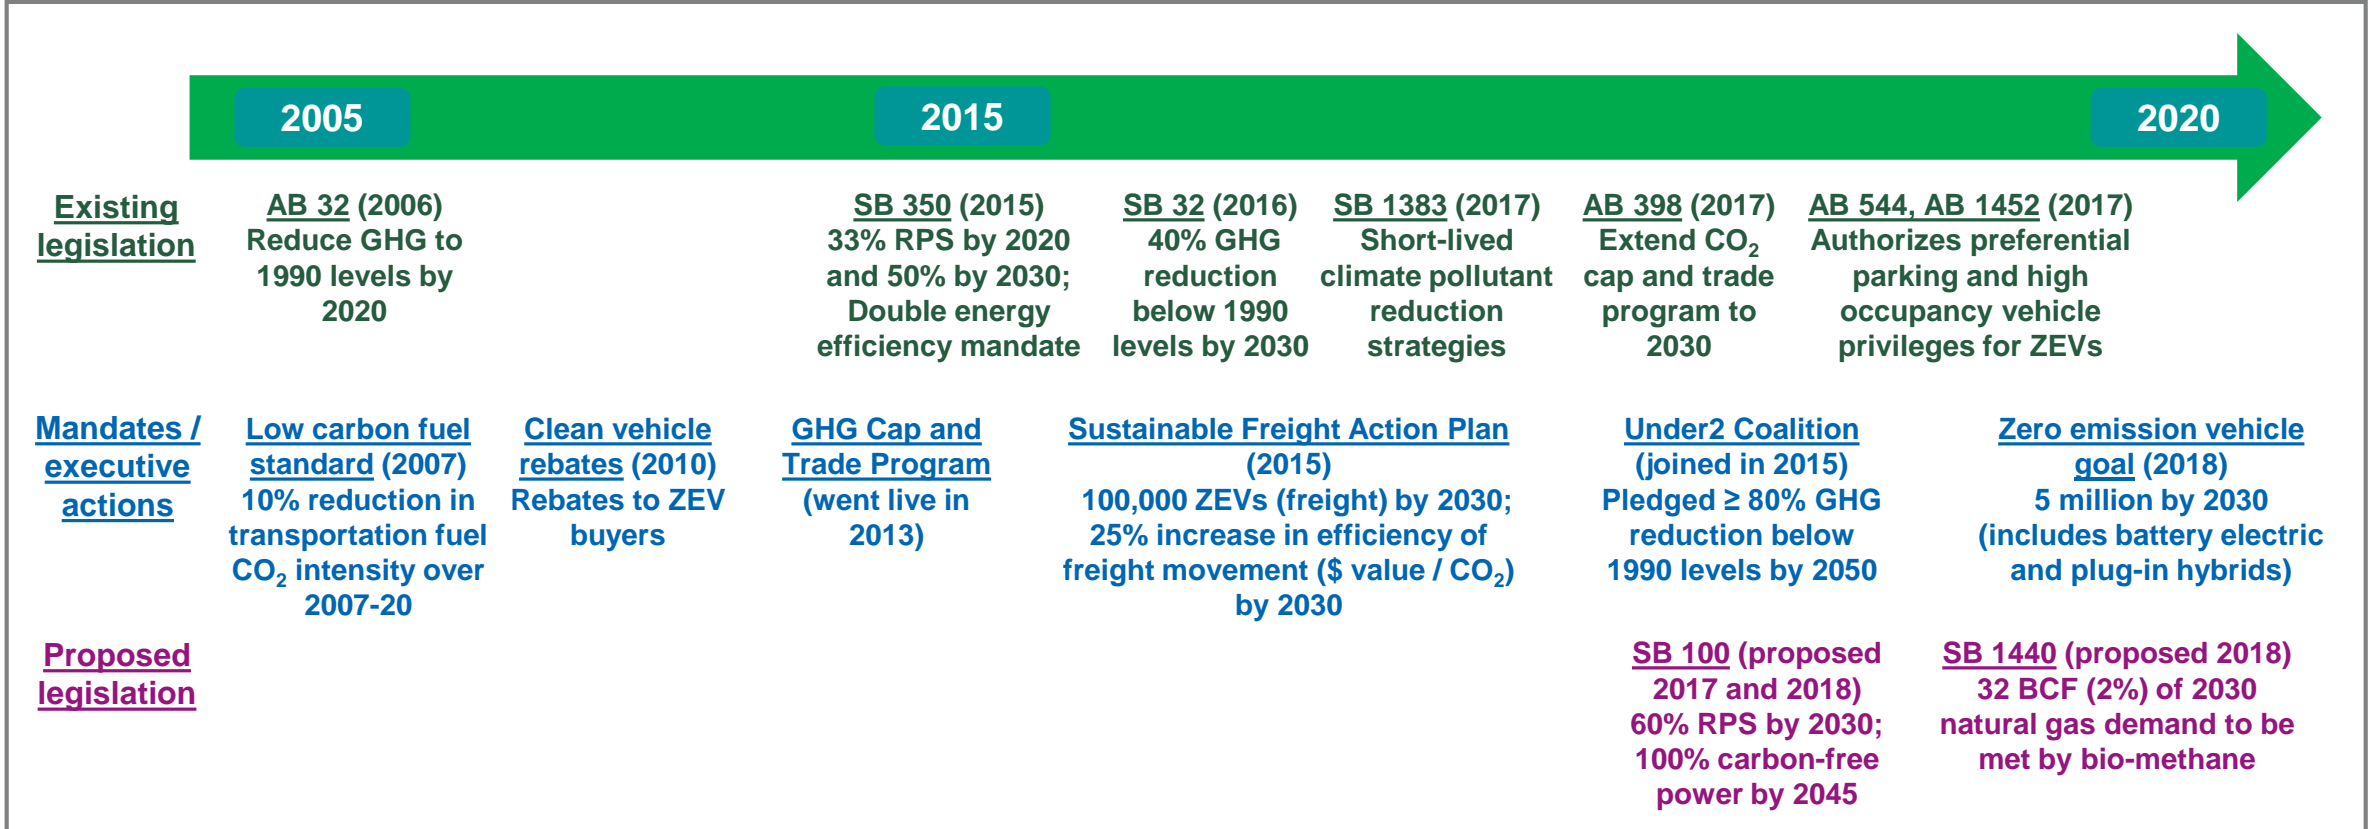 2005
2015
2020
Existing
legislation
AB 32 (2006)
Reduce GHG to
1990 levels by
2020
SB 350 (2015)
33% RPS by 2020
and 50% by 2030;
Double energy
efficiency mandate
SB 32 (2016)
40% GHG
reduction
below 1990
levels by 2030
SB 1383 (2017)
Short-lived
climate pollutant
reduction
strategies
AB 398 (2017)
Extend CO₂
cap and trade
program to
2030
AB 544, AB 1452 (2017)
Authorizes preferential
parking and high
occupancy vehicle
privileges for ZEVs
Mandates /
executive
actions
Low carbon fuel
standard (2007)
10% reduction in
transportation fuel
CO₂ intensity over
2007-20
Clean vehicle
rebates (2010)
Rebates to ZEV
buyers
GHG Cap and
Trade Program
(went live in
2013)
Sustainable Freight Action Plan
(2015)
100,000 ZEVs (freight) by 2030;
25% increase in efficiency of
freight movement ($ value / CO₂)
by 2030
Under2 Coalition
(joined in 2015)
Pledged ≥ 80% GHG
reduction below
1990 levels by 2050
Zero emission vehicle
goal (2018)
5 million by 2030
(includes battery electric
and plug-in hybrids)
Proposed
legislation
SB 100 (proposed
2017 and 2018)
60% RPS by 2030;
100% carbon-free
power by 2045
SB 1440 (proposed 2018)
32 BCF (2%) of 2030
natural gas demand to be
met by bio-methane